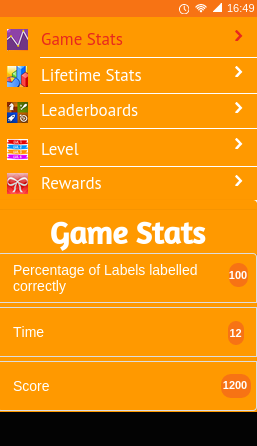 16:49
Game Stats
Lifetime Stats
Leaderboards
Level
Rewards
Game Stats
Percentage of Labels labelled
correctly
100
Time
12
Score
1200